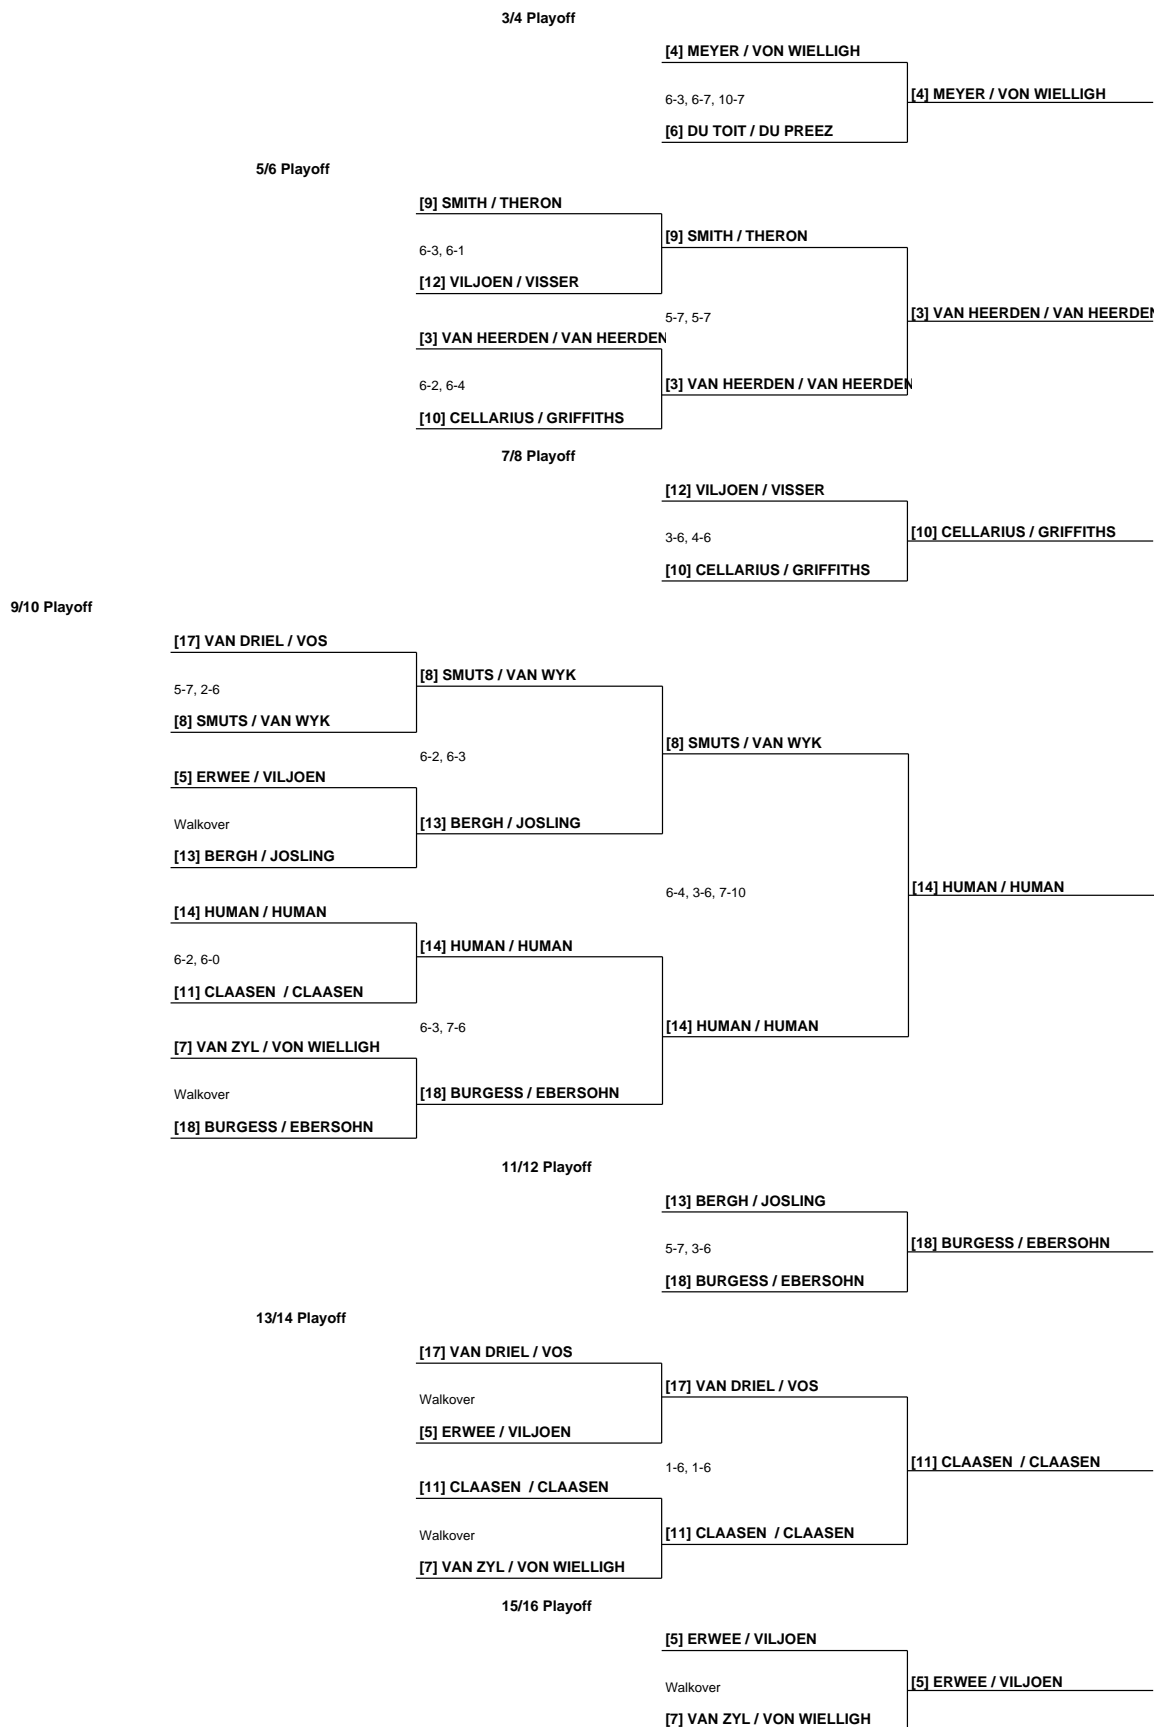 3/4 Playoff
[4] MEYER / VON WIELLIGH
6-3, 6-7, 10-7
[4] MEYER / VON WIELLIGH
[6] DU TOIT / DU PREEZ
5/6 Playoff
[9] SMITH / THERON
[9] SMITH / THERON
6-3, 6-1
[12] VILJOEN / VISSER
5-7, 5-7
[3] VAN HEERDEN / VAN HEERDEN
[3] VAN HEERDEN / VAN HEERDEN
6-2, 6-4
[3] VAN HEERDEN / VAN HEERDEN
[10] CELLARIUS / GRIFFITHS
7/8 Playoff
[12] VILJOEN / VISSER
3-6, 4-6
[10] CELLARIUS / GRIFFITHS
[10] CELLARIUS / GRIFFITHS
9/10 Playoff
[17] VAN DRIEL / VOS
[8] SMUTS / VAN WYK
5-7, 2-6
[8] SMUTS / VAN WYK
[8] SMUTS / VAN WYK
6-2, 6-3
[5] ERWEE / VILJOEN
Walkover
[13] BERGH / JOSLING
[13] BERGH / JOSLING
6-4, 3-6, 7-10
[14] HUMAN / HUMAN
[14] HUMAN / HUMAN
[14] HUMAN / HUMAN
6-2, 6-0
[11] CLAASEN  / CLAASEN
6-3, 7-6
[14] HUMAN / HUMAN
[7] VAN ZYL / VON WIELLIGH
Walkover
[18] BURGESS / EBERSOHN
[18] BURGESS / EBERSOHN
11/12 Playoff
[13] BERGH / JOSLING
5-7, 3-6
[18] BURGESS / EBERSOHN
[18] BURGESS / EBERSOHN
13/14 Playoff
[17] VAN DRIEL / VOS
[17] VAN DRIEL / VOS
Walkover
[5] ERWEE / VILJOEN
1-6, 1-6
[11] CLAASEN  / CLAASEN
[11] CLAASEN  / CLAASEN
Walkover
[11] CLAASEN  / CLAASEN
[7] VAN ZYL / VON WIELLIGH
15/16 Playoff
[5] ERWEE / VILJOEN
Walkover
[5] ERWEE / VILJOEN
[7] VAN ZYL / VON WIELLIGH